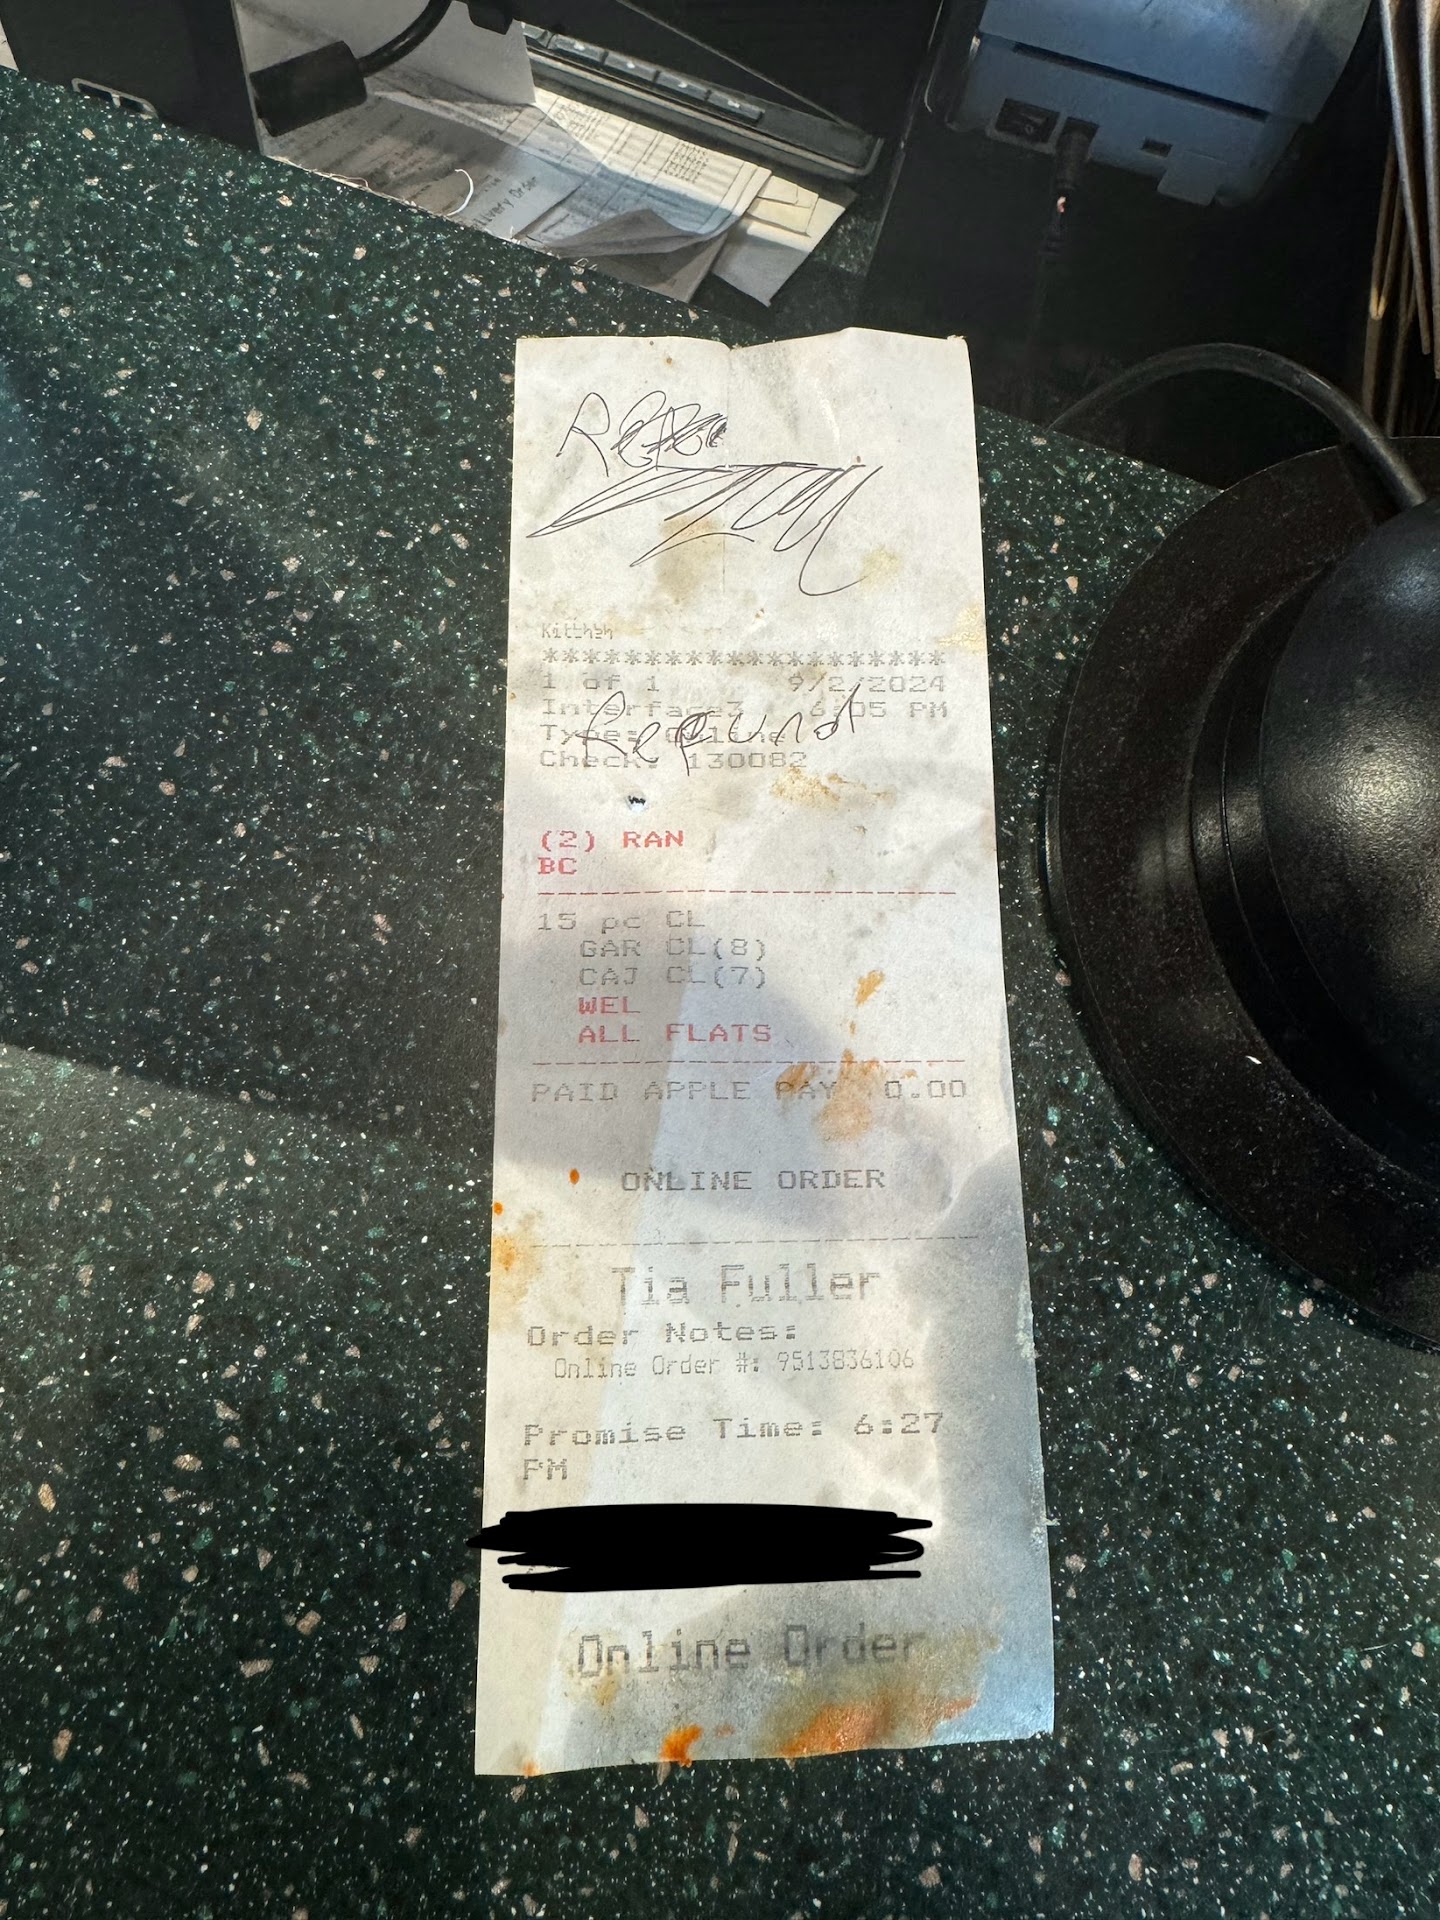 livery Order
Kitchen
********************
1 of 1 9/2/2024
Interface3 6:05 PM
Refund
Type: Online
Check: 130082
(2) RAN
BC
15 pc CL
GAR CL(8)
CAJ CL(7)
WEL
ALL FLATS
PAID APPLE PAY 0.00
ONLINE ORDER
Tia Fuller
Order Notes:
Online Order #: 9513836106
Promise Time: 6:27
PM
Online Order